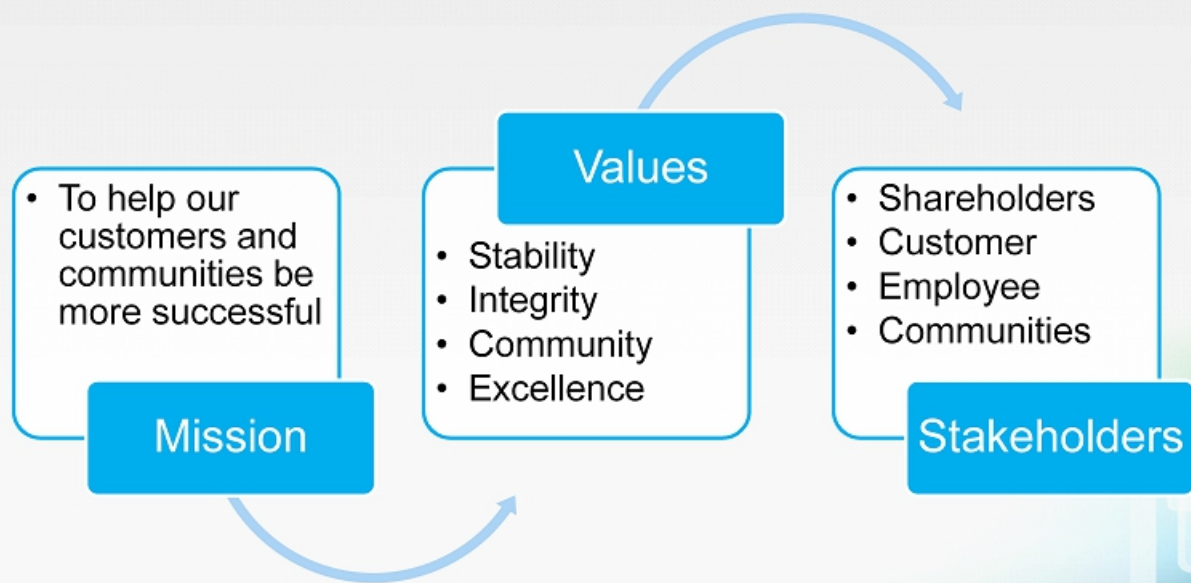 • To help our
customers and
communities be
more successful
Mission
Values
• Stability
• Integrity
• Community
• Excellence
• Shareholders
• Customer
• Employee
• Communities
Stakeholders